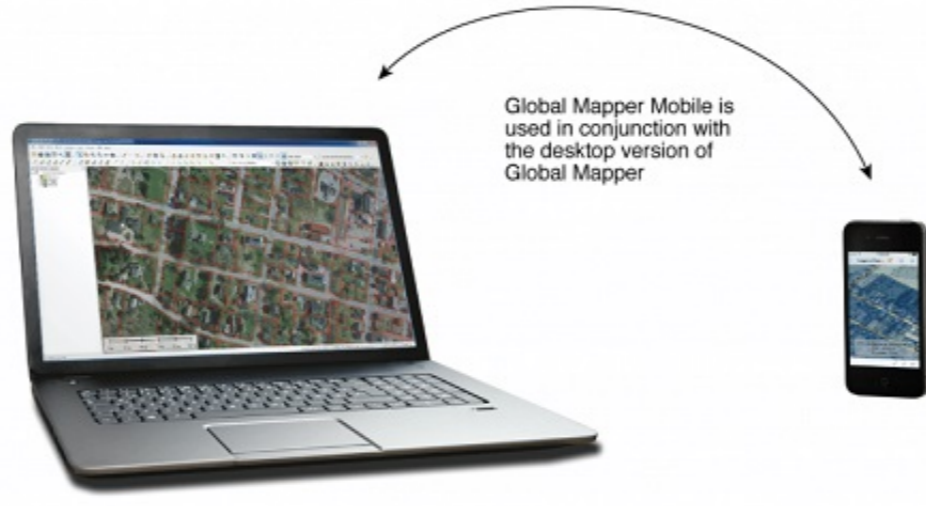 Global Mapper Mobile is
used in conjunction with
the desktop version of
Global Mapper